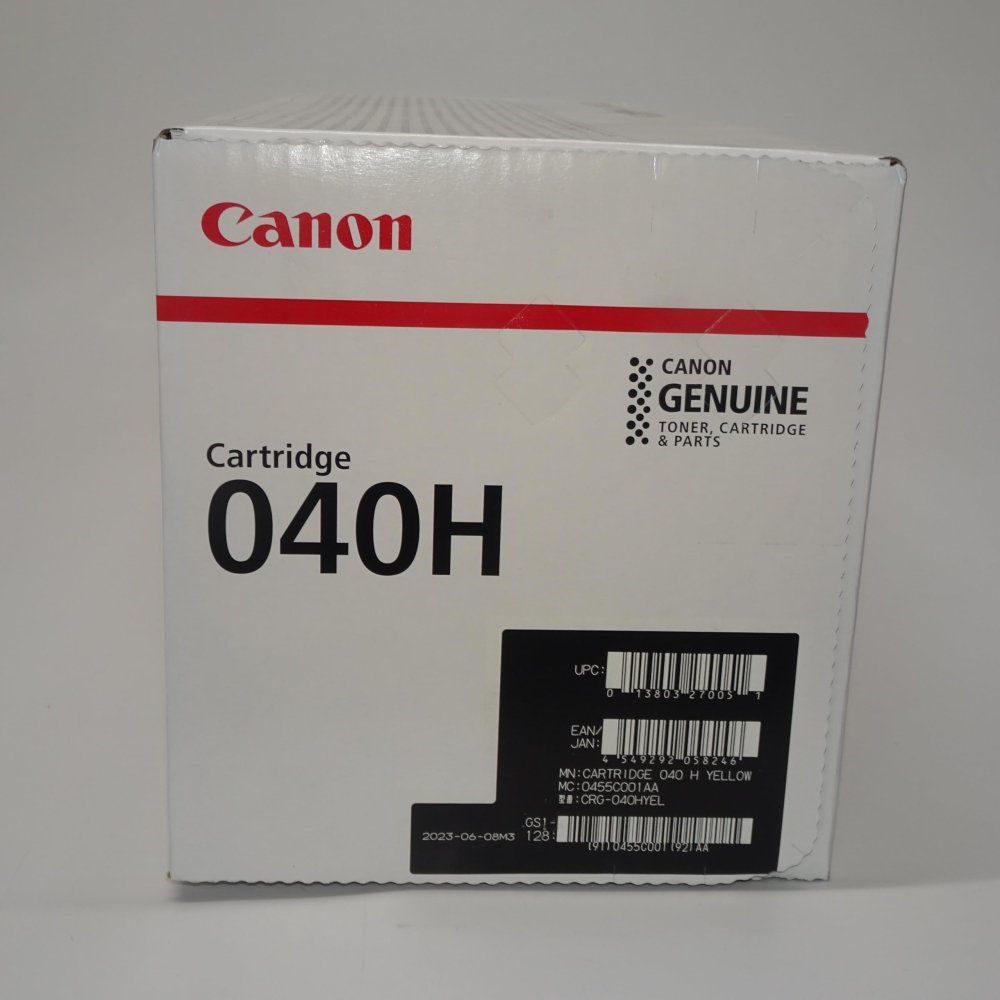 Canon
CANON
GENUINE
TONER, CARTRIDGE
& PARTS
Cartridge
040H
UPC:
0 13803 27005 1
EAN/
JAN:
4 549292 058246
MN:CARTRIDGE 040 H YELLOW
MC:0455C001AA
型番:CRG-040HYEL
GS1-
2023-06-08M3 128:
(91)0455C001(92)AA